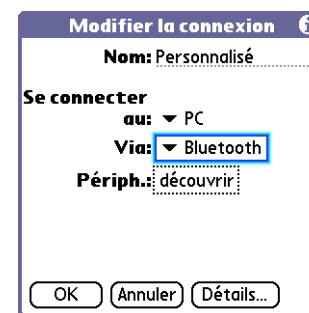 Modifier la connexion
Nom: Personnalisé
Se connecter
au: PC
Via: Bluetooth
Périph.: découvrir
OK Annuler Détails...